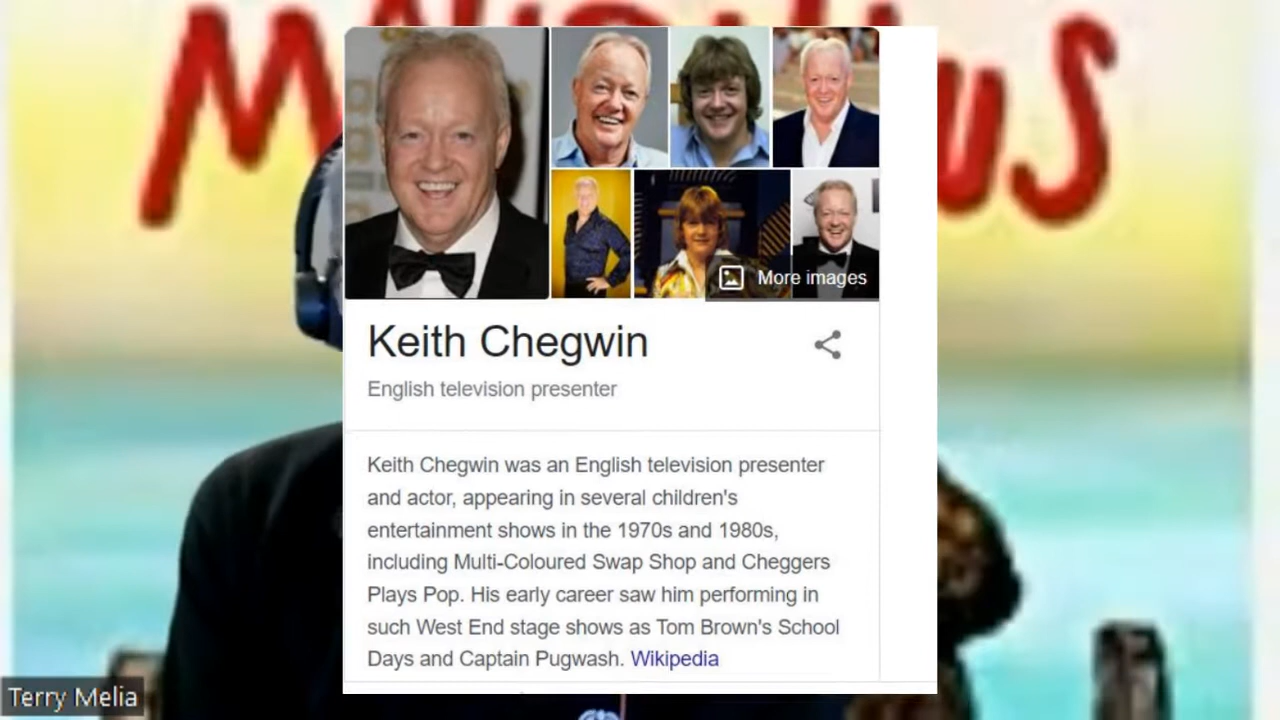 More images
Keith Chegwin
English television presenter
Keith Chegwin was an English television presenter
and actor, appearing in several children's
entertainment shows in the 1970s and 1980s,
including Multi-Coloured Swap Shop and Cheggers
Plays Pop. His early career saw him performing in
such West End stage shows as Tom Brown's School
Days and Captain Pugwash. Wikipedia
Terry Melia